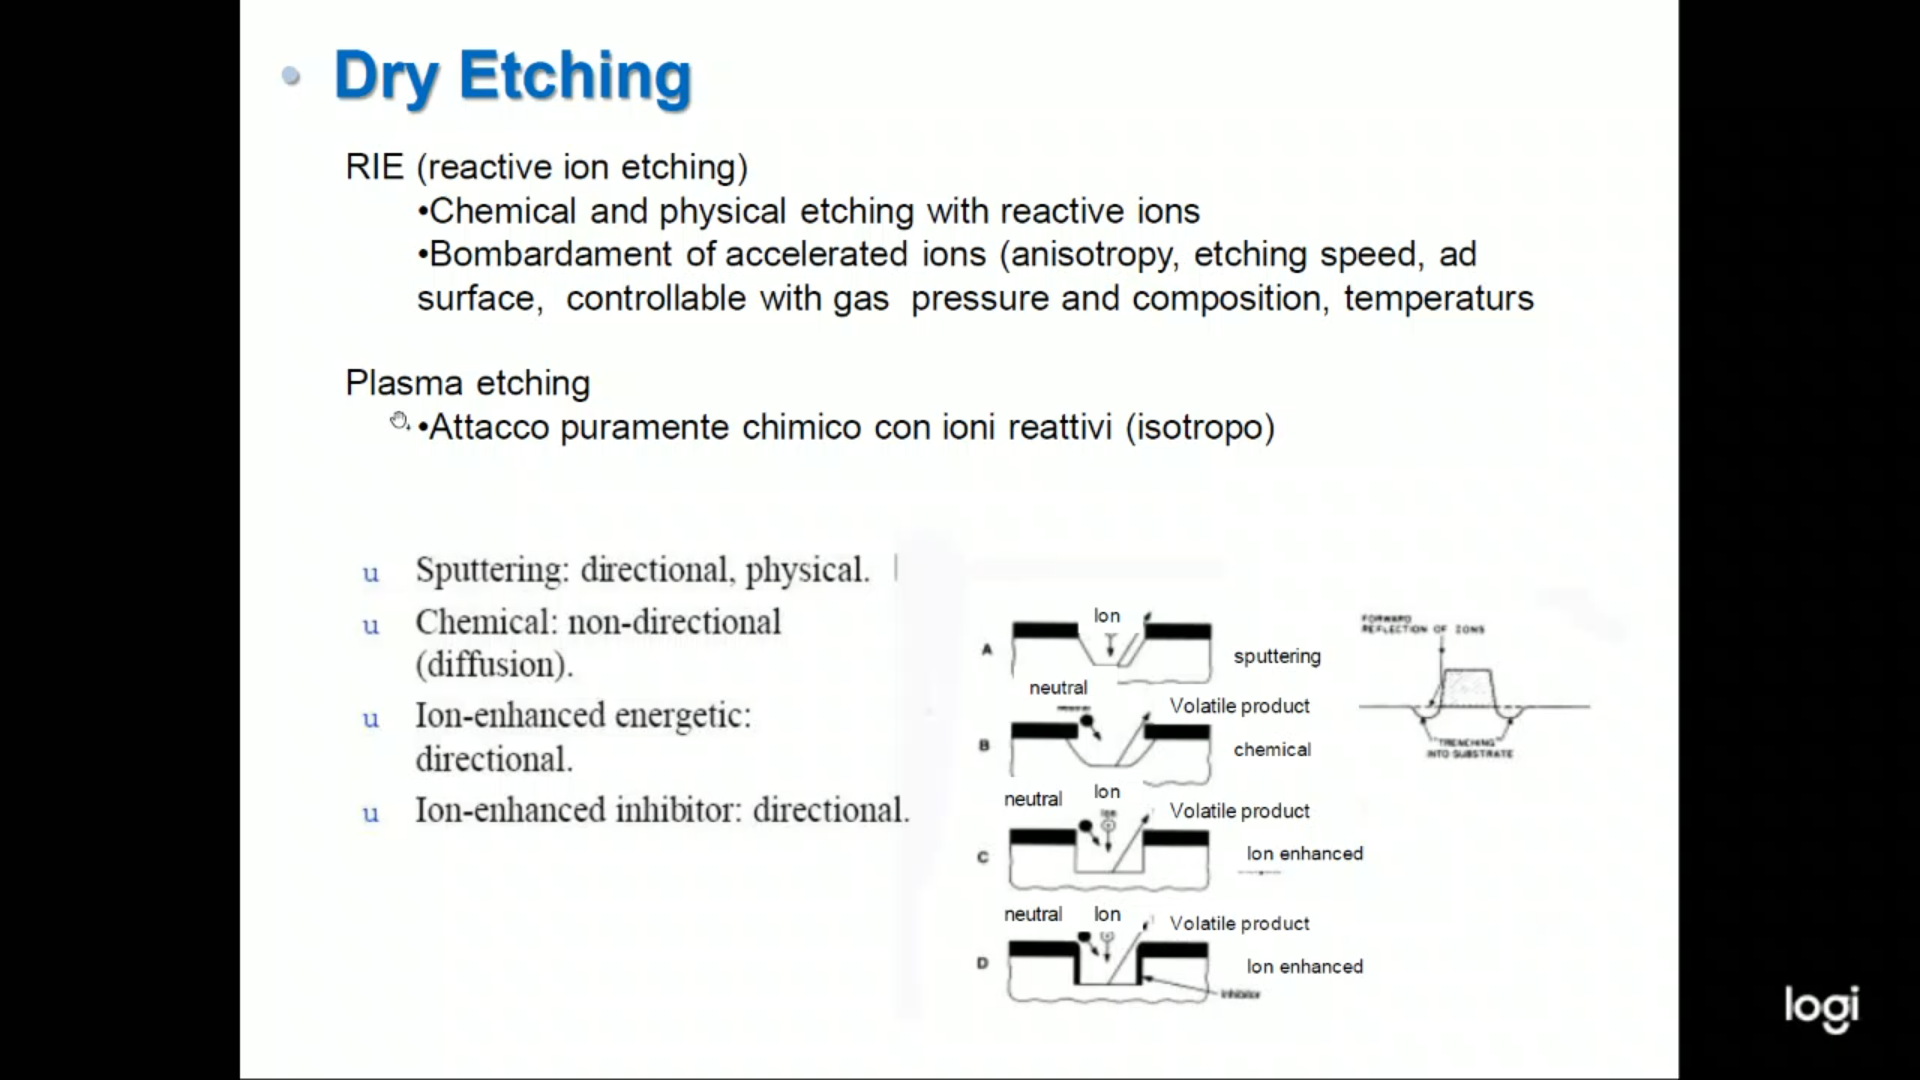 • Dry Etching
RIE (reactive ion etching)
•Chemical and physical etching with reactive ions
•Bombardament of accelerated ions (anisotropy, etching speed, ad
surface, controllable with gas pressure and composition, temperaturs
Plasma etching
•Attacco puramente chimico con ioni reattivi (isotropo)
u Sputtering: directional, physical.
u Chemical: non-directional
(diffusion).
u Ion-enhanced energetic:
directional.
u Ion-enhanced inhibitor: directional.
Ion
A
sputtering
neutral
Volatile product
B
chemical
neutral
Ion
Ion
Volatile product
C
Ion enhanced
neutral
Ion
Volatile product
D
Ion enhanced
Inhibitor
FORWARD
REFLECTION OF IONS
"TRENCHING"
INTO SUBSTRATE
logi